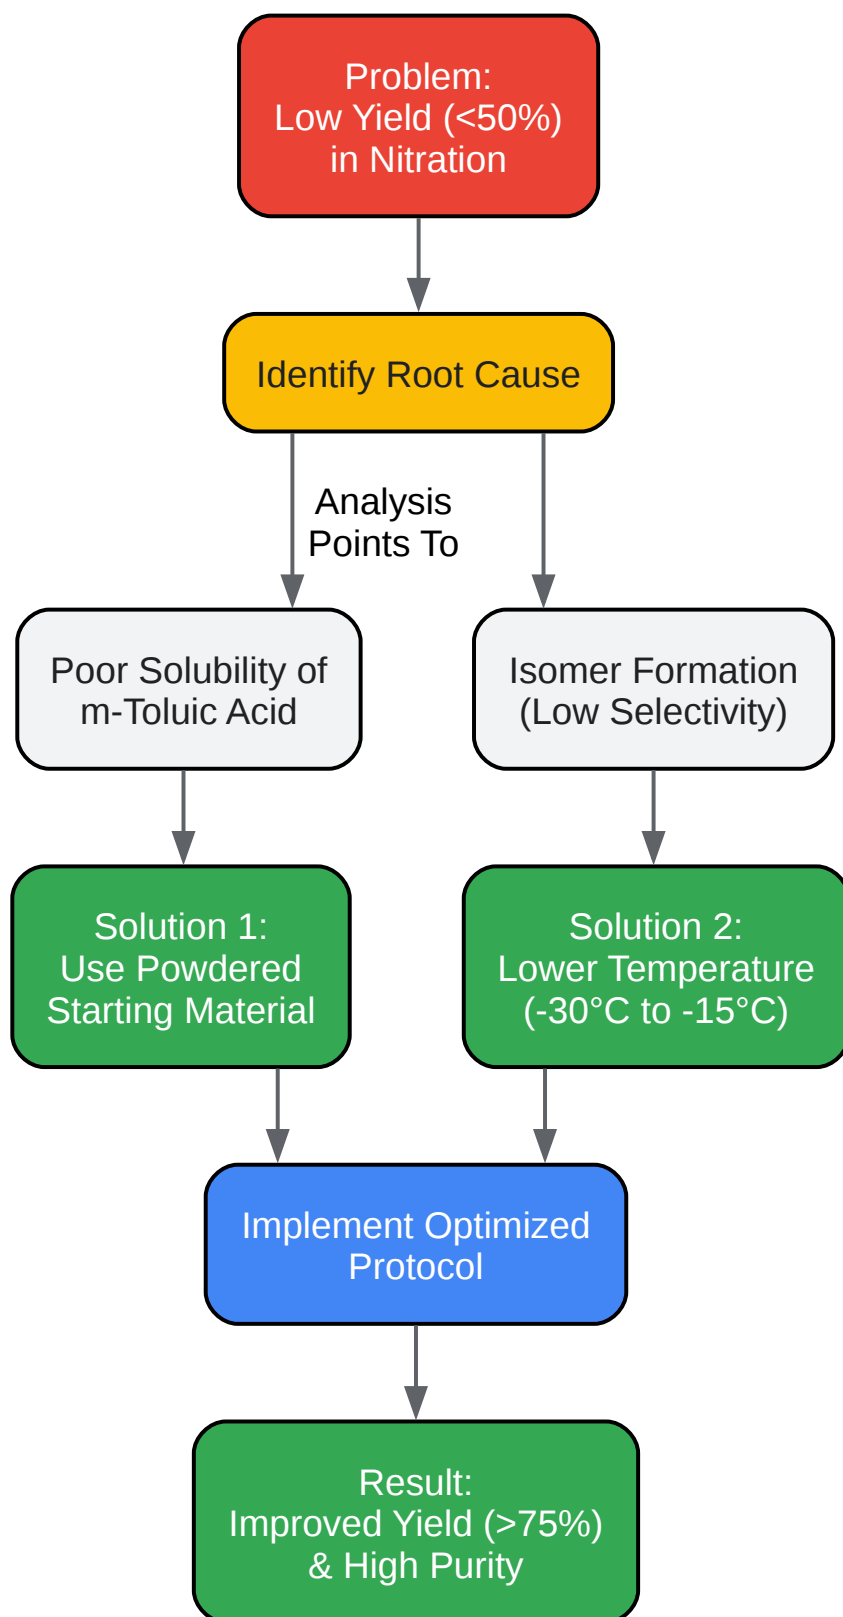 Problem:
Low Yield (<50%)
in Nitration
Identify Root Cause
Analysis
Points To
Poor Solubility of
m-Toluic Acid
Isomer Formation
(Low Selectivity)
Solution 1:
Use Powdered
Starting Material
Solution 2:
Lower Temperature
(-30°C to -15°C)
Implement Optimized
Protocol
Result:
Improved Yield (>75%)
& High Purity